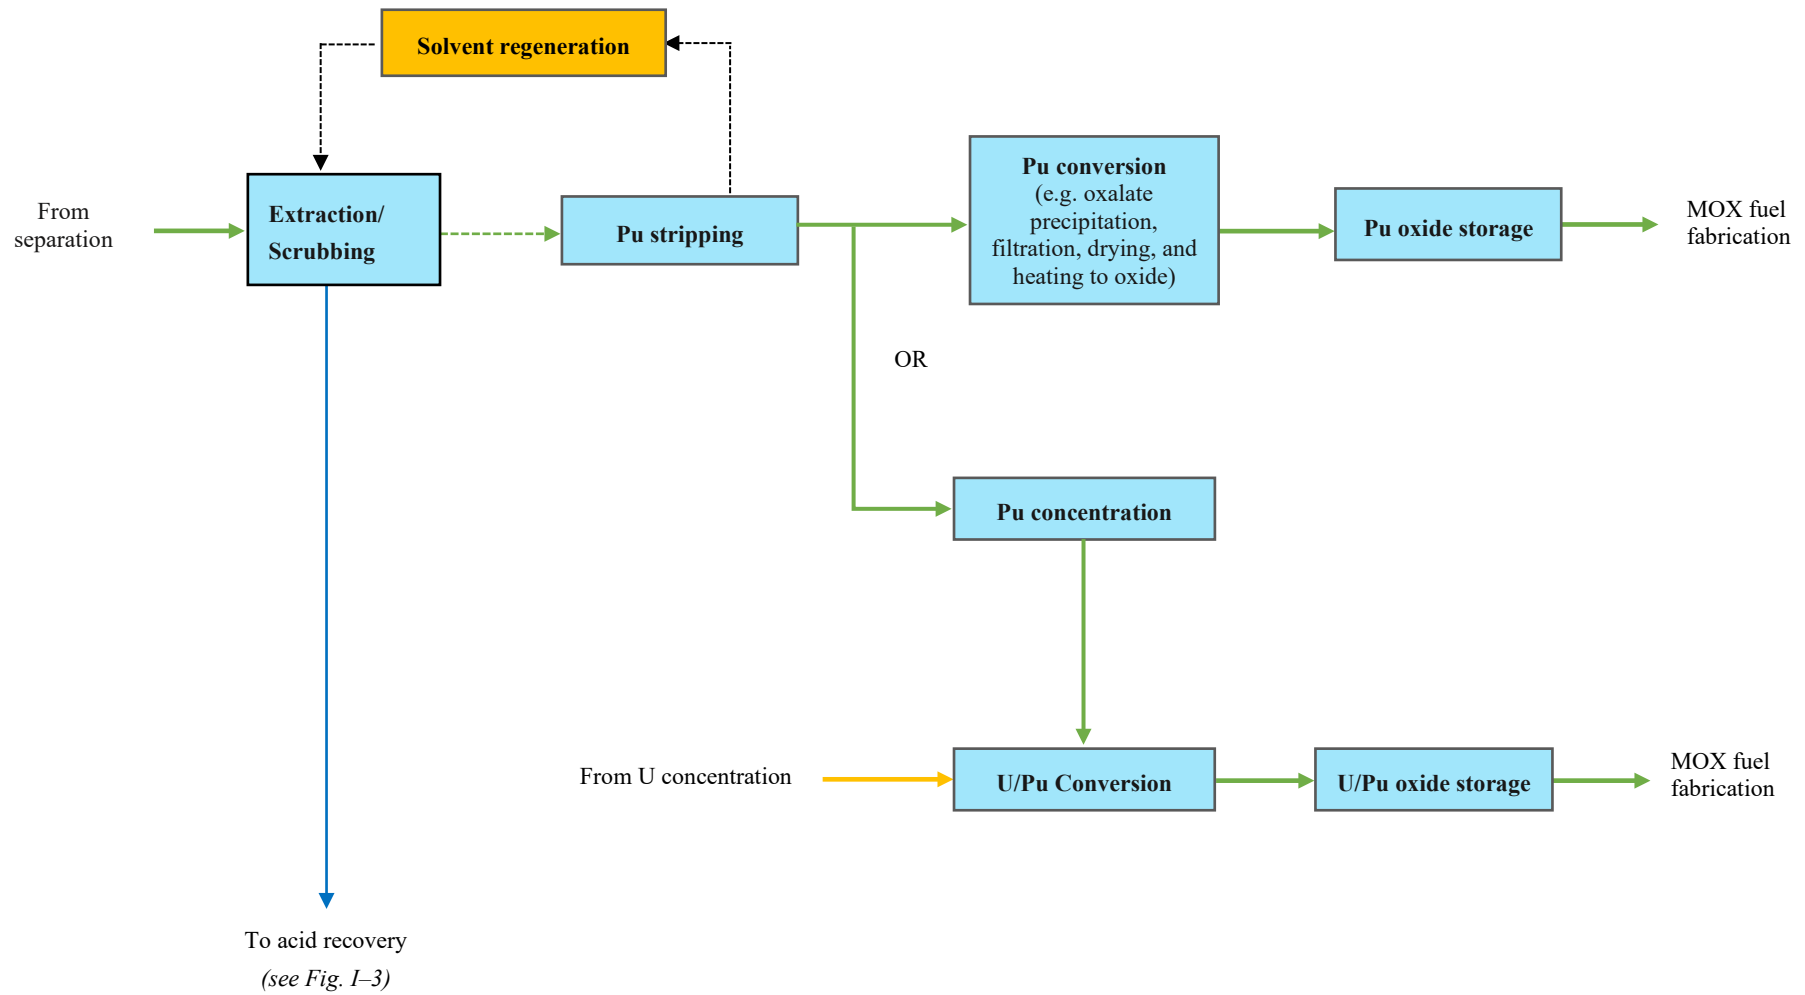 Solvent regeneration
From
separation
Extraction/
Scrubbing
Pu stripping
Pu conversion
(e.g. oxalate
precipitation,
filtration, drying, and
heating to oxide)
Pu oxide storage
MOX fuel
fabrication
OR
Pu concentration
From U concentration
U/Pu Conversion
U/Pu oxide storage
MOX fuel
fabrication
To acid recovery
(see Fig. I–3)